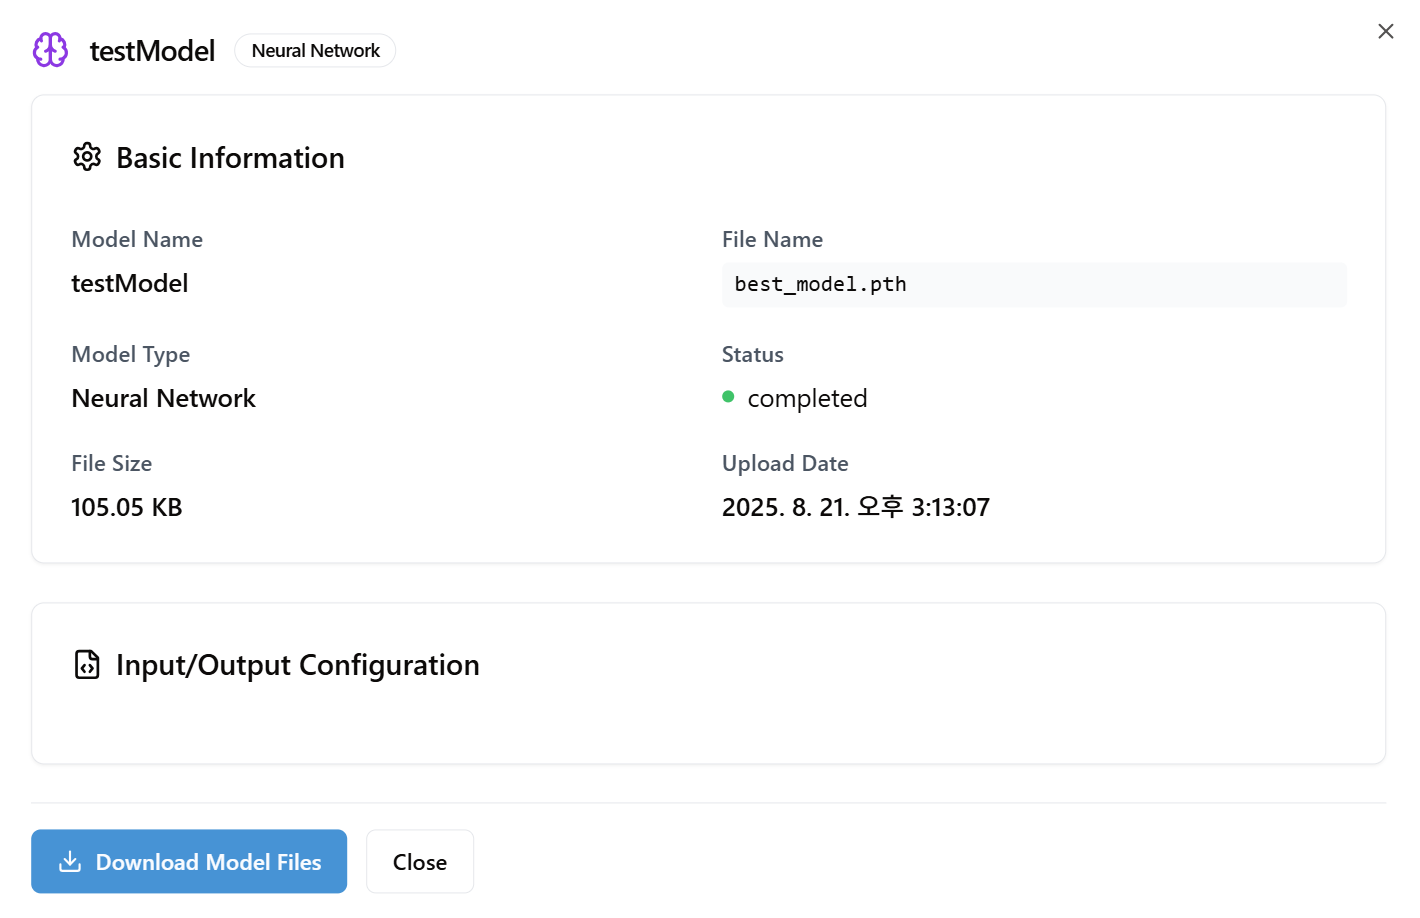 testModel
Neural Network
Basic Information
Model Name
testModel
File Name
best_model.pth
Model Type
Neural Network
Status
completed
File Size
105.05 KB
Upload Date
2025. 8. 21. 오후 3:13:07
Input/Output Configuration
Download Model Files
Close